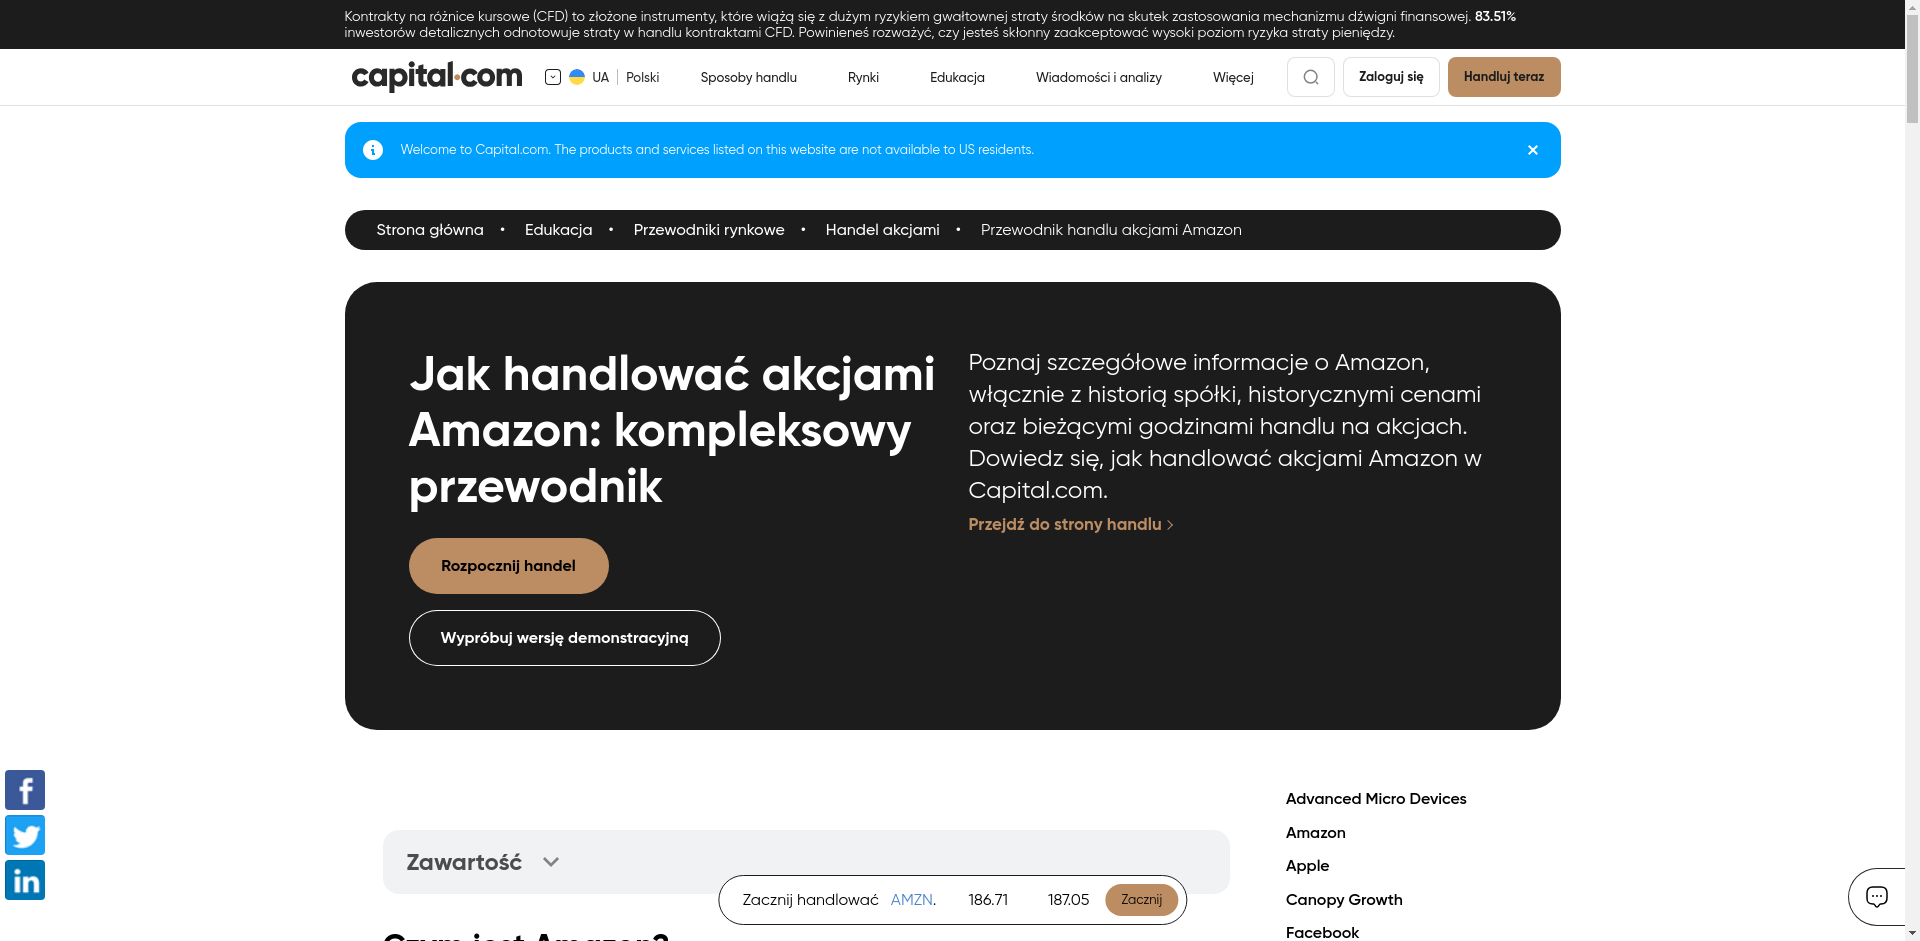 Kontrakty na różnice kursowe (CFD) to złożone instrumenty, które wiążą się z dużym ryzykiem gwałtownej straty środków na skutek zastosowania mechanizmu dźwigni finansowej. 83.51%
inwestorów detalicznych odnotowuje straty w handlu kontraktami CFD. Powinieneś rozważyć, czy jesteś skłonny zaakceptować wysoki poziom ryzyka straty pieniędzy.
capital.com UA Polski Sposoby handlu Rynki Edukacja Wiadomości i analizy Więcej Zaloguj się Handluj teraz
Welcome to Capital.com. The products and services listed on this website are not available to US residents.
Strona główna • Edukacja • Przewodniki rynkowe • Handel akcjami • Przewodnik handlu akcjami Amazon
Jak handlować akcjami
Amazon: kompleksowy
przewodnik
Rozpocznij handel
Wypróbuj wersję demonstracyjną
Poznaj szczegółowe informacje o Amazon,
włącznie z historią spółki, historycznymi cenami
oraz bieżącymi godzinami handlu na akcjach.
Dowiedz się, jak handlować akcjami Amazon w
Capital.com.
Przejdź do strony handlu
Zawartość
Czym jest Amazon?
Advanced Micro Devices
Amazon
Apple
Canopy Growth
Facebook
Zacznij handlować AMZN. 186.71 187.05 Zacznij